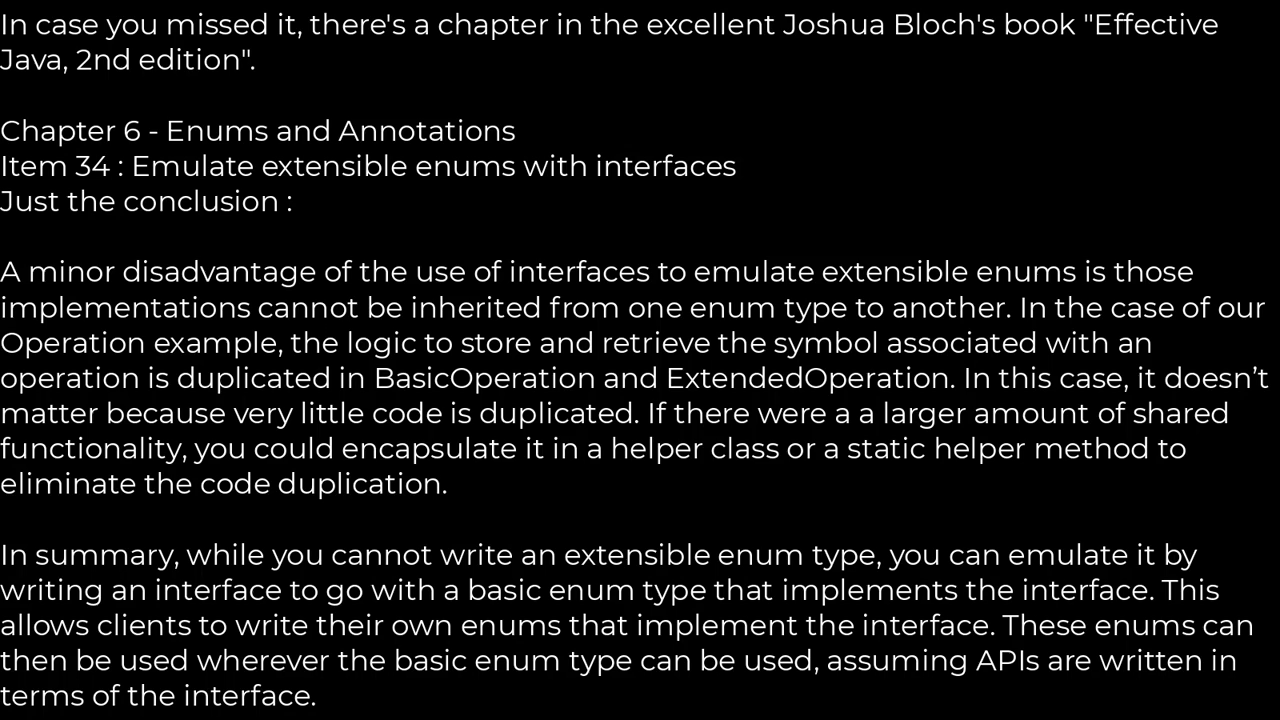 In case you missed it, there's a chapter in the excellent Joshua Bloch's book "Effective
Java, 2nd edition".
Chapter 6 - Enums and Annotations
Item 34 : Emulate extensible enums with interfaces
Just the conclusion :
A minor disadvantage of the use of interfaces to emulate extensible enums is those
implementations cannot be inherited from one enum type to another. In the case of our
Operation example, the logic to store and retrieve the symbol associated with an
operation is duplicated in BasicOperation and ExtendedOperation. In this case, it doesn’t
matter because very little code is duplicated. If there were a a larger amount of shared
functionality, you could encapsulate it in a helper class or a static helper method to
eliminate the code duplication.
In summary, while you cannot write an extensible enum type, you can emulate it by
writing an interface to go with a basic enum type that implements the interface. This
allows clients to write their own enums that implement the interface. These enums can
then be used wherever the basic enum type can be used, assuming APIs are written in
terms of the interface.